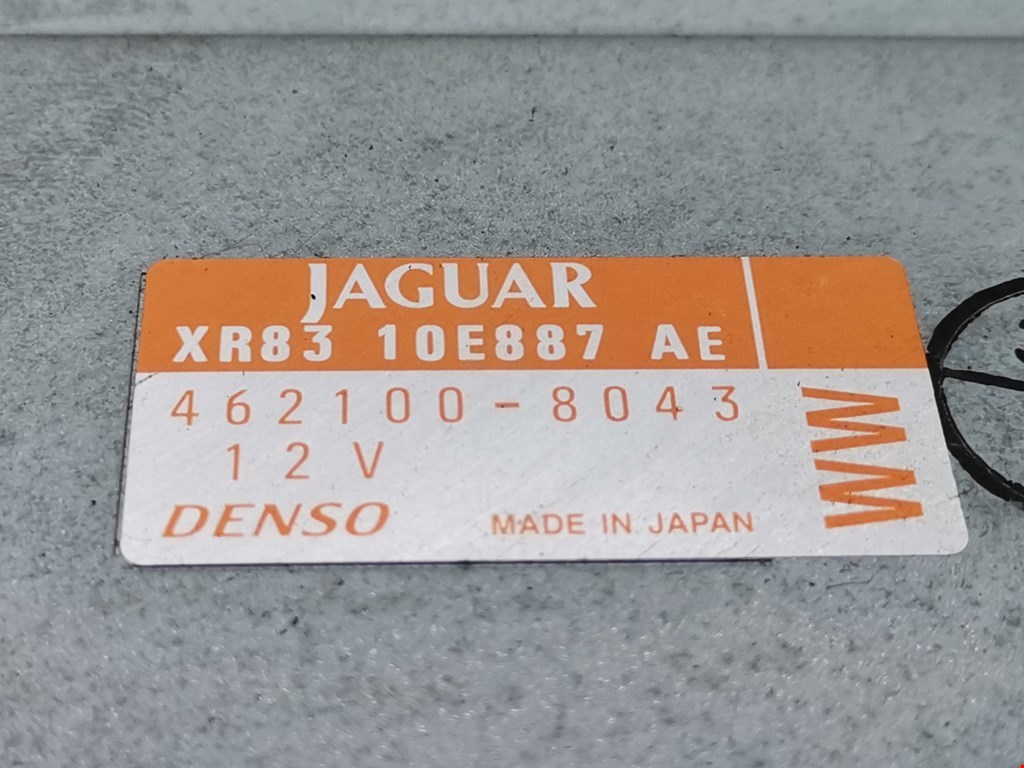 JAGUAR
XR83 10E887 AE
462100-8043
12V
DENSO MADE IN JAPAN
WW